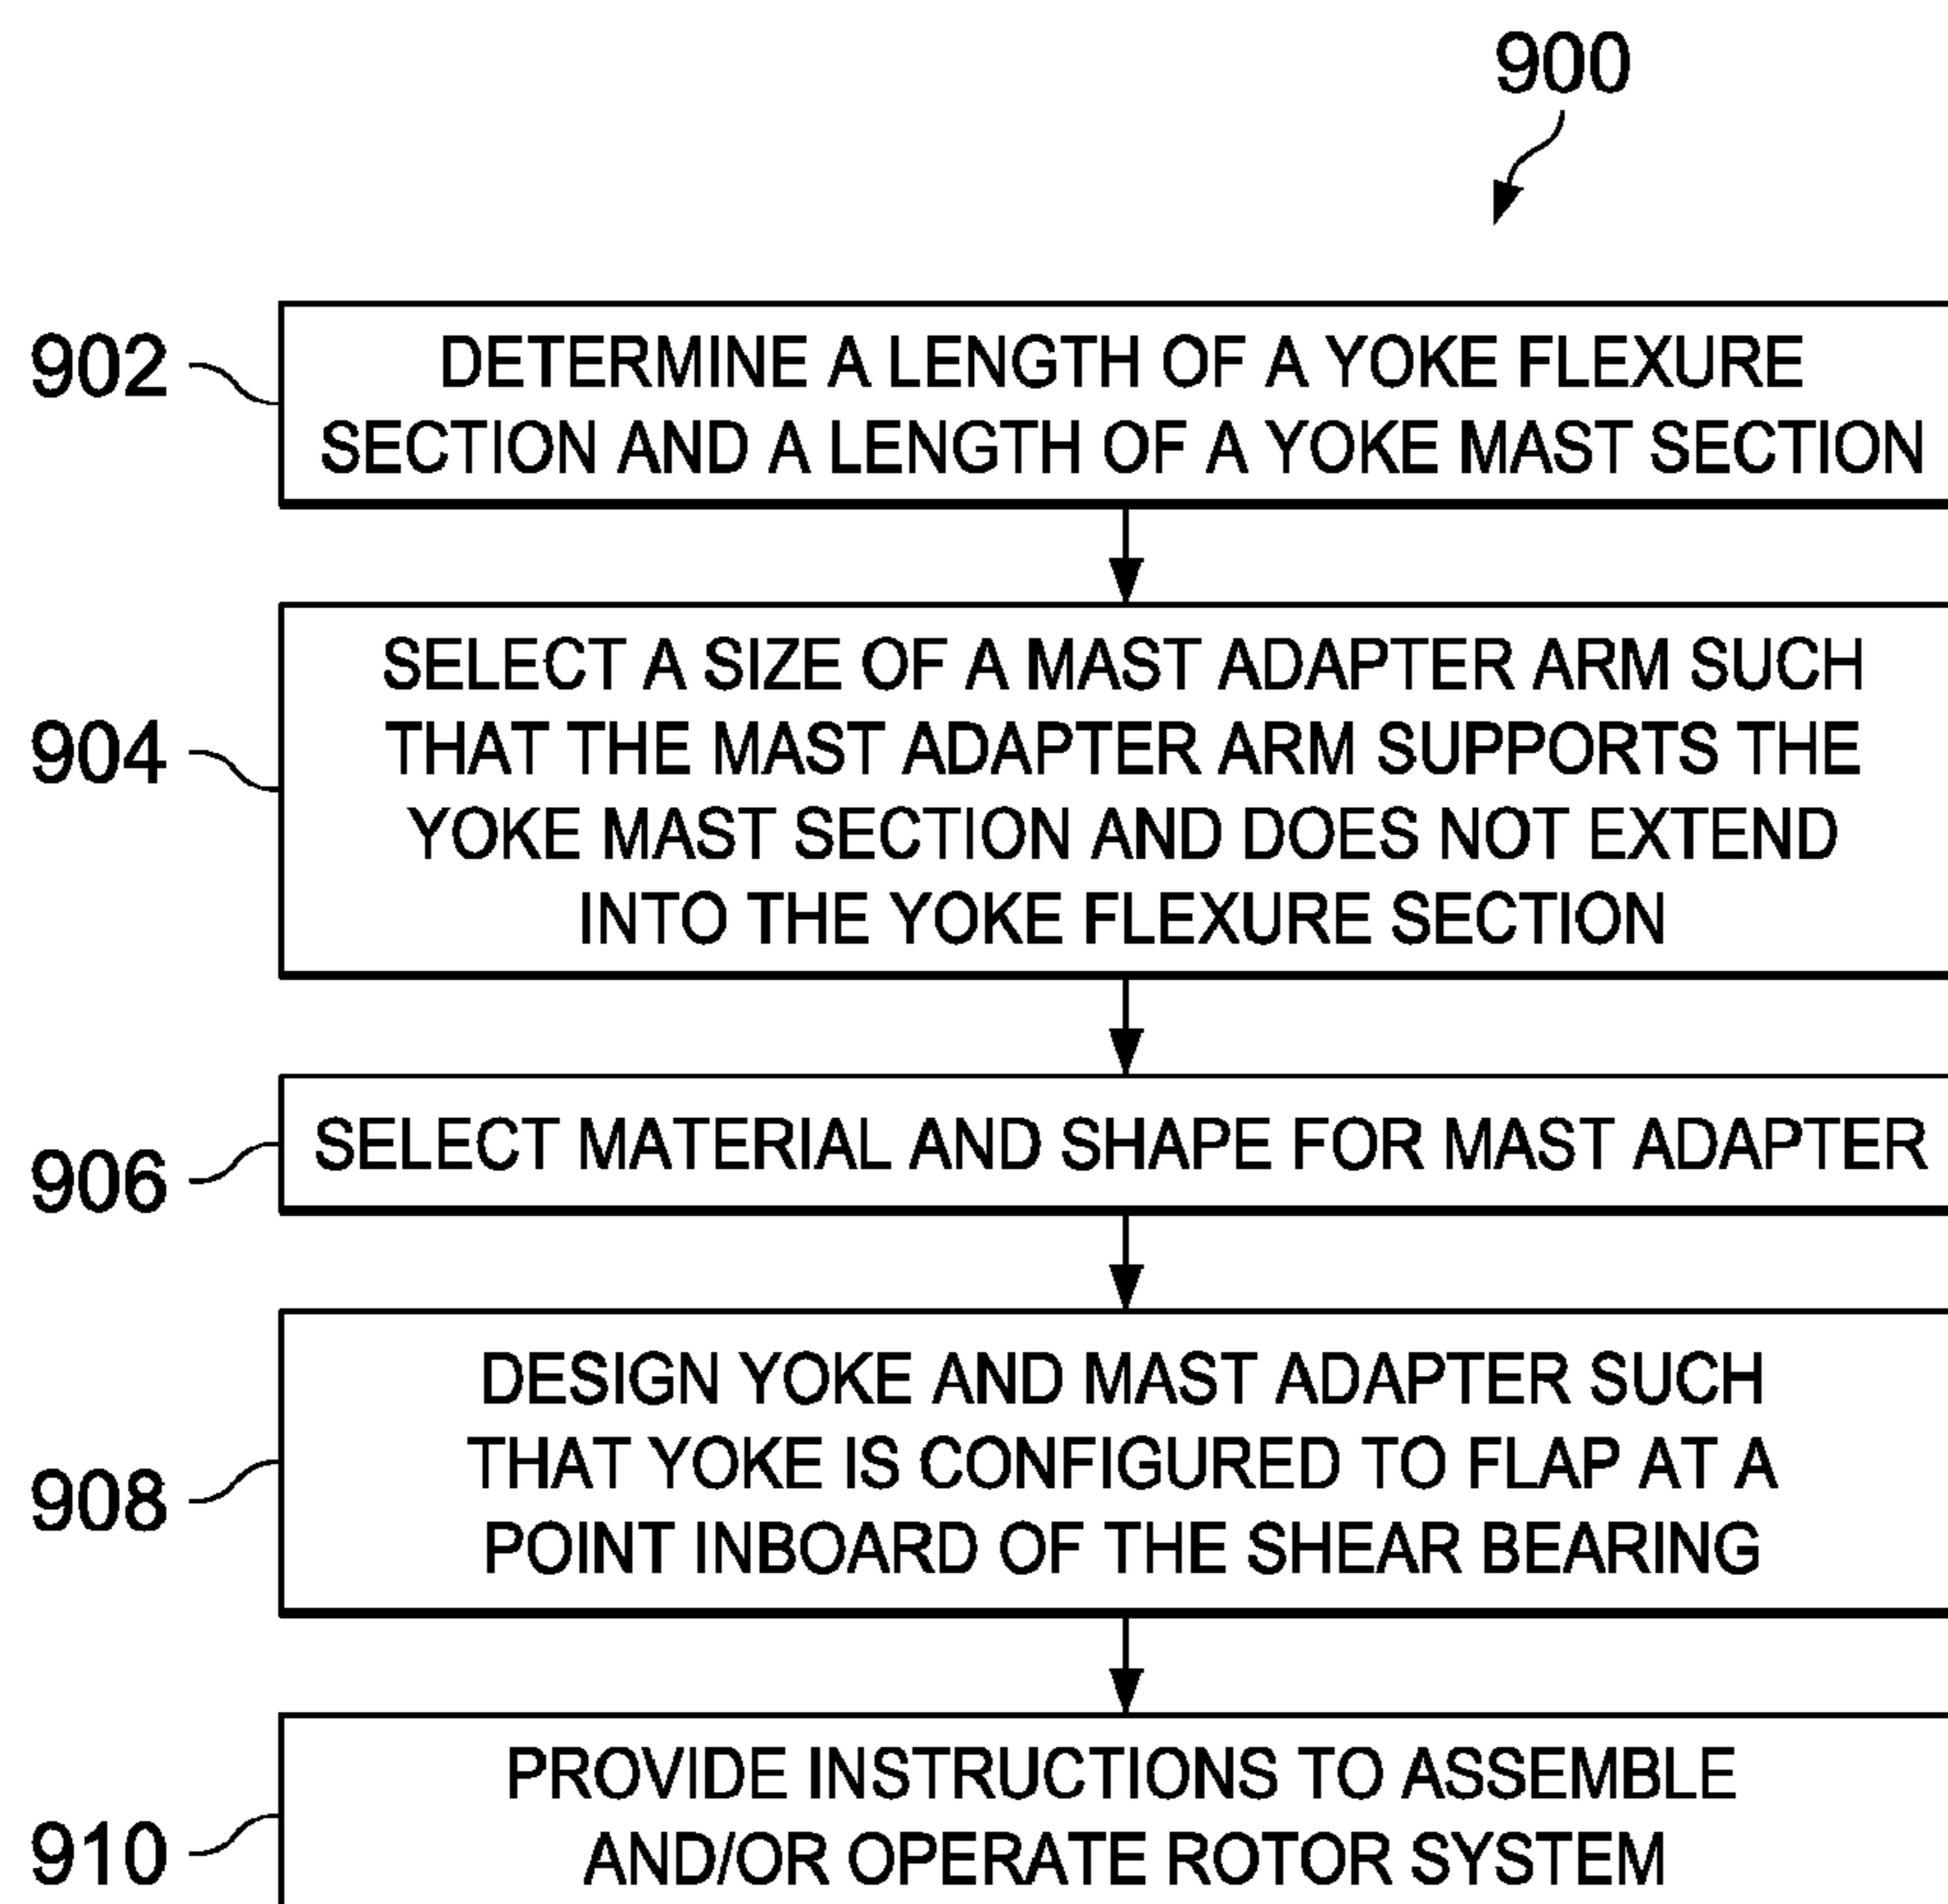 900
902
DETERMINE A LENGTH OF A YOKE FLEXURE
SECTION AND A LENGTH OF A YOKE MAST SECTION
904
SELECT A SIZE OF A MAST ADAPTER ARM SUCH
THAT THE MAST ADAPTER ARM SUPPORTS THE
YOKE MAST SECTION AND DOES NOT EXTEND
INTO THE YOKE FLEXURE SECTION
906
SELECT MATERIAL AND SHAPE FOR MAST ADAPTER
908
DESIGN YOKE AND MAST ADAPTER SUCH
THAT YOKE IS CONFIGURED TO FLAP AT A
POINT INBOARD OF THE SHEAR BEARING
910
PROVIDE INSTRUCTIONS TO ASSEMBLE
AND/OR OPERATE ROTOR SYSTEM